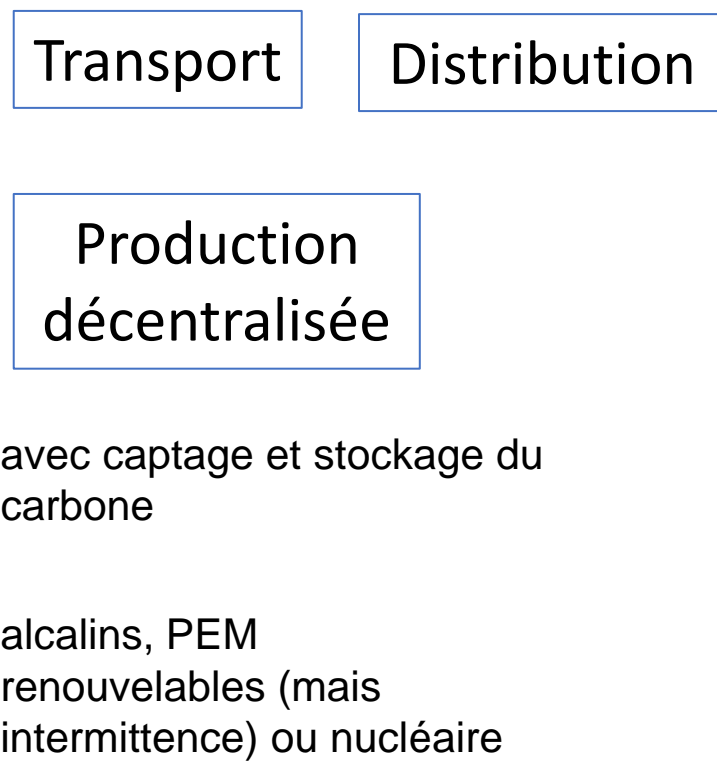 Transport
Distribution
Production
décentralisée
avec captage et stockage du
carbone
alcalins, PEM
renouvelables (mais
intermittence) ou nucléaire